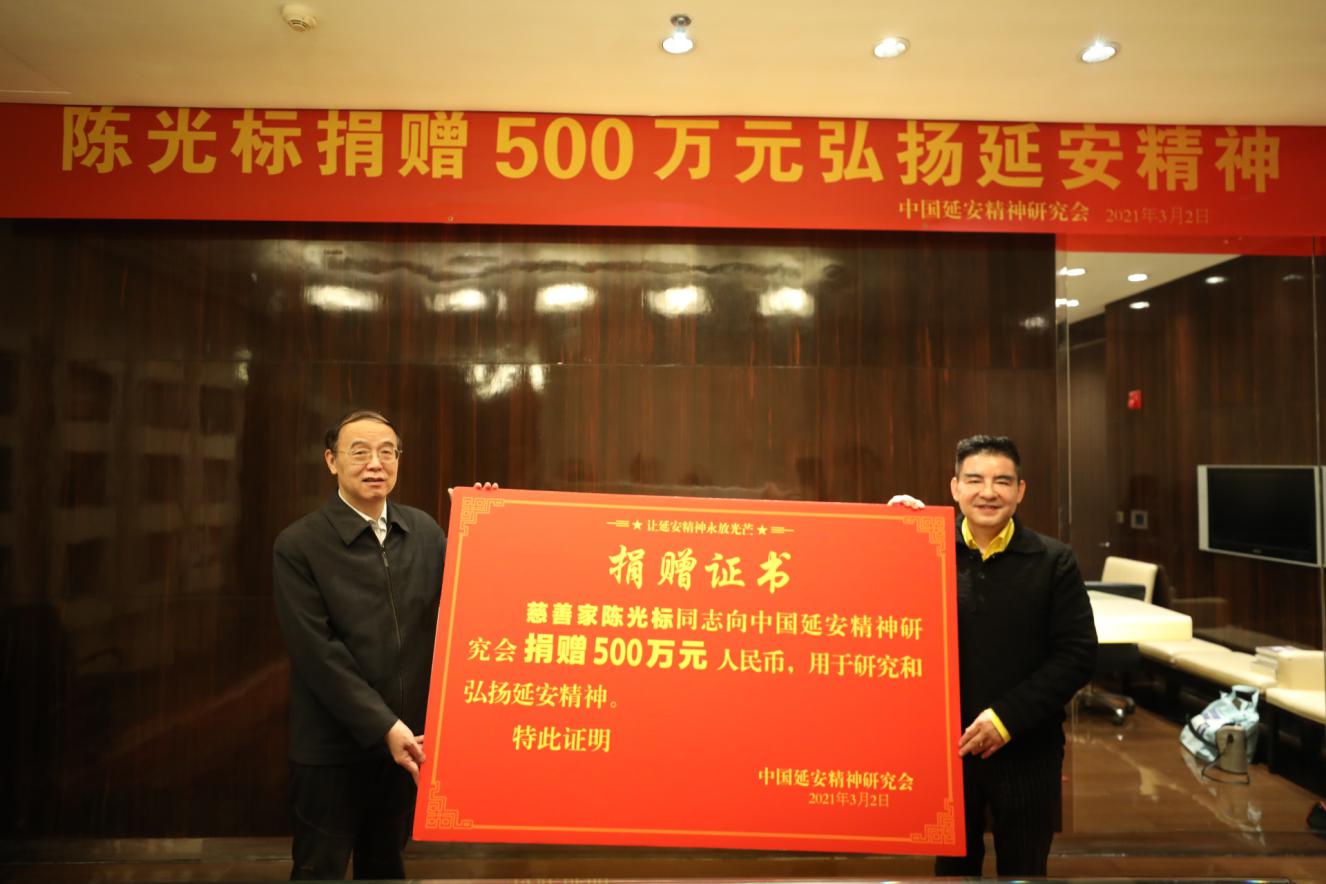 陈光标捐赠500万元弘扬延安精神
中国延安精神研究会 2021年3月2日
让延安精神永放光芒
捐赠证书
慈善家陈光标同志向中国延安精神研
究会捐赠500万元人民币，用于研究和
弘扬延安精神。
特此证明
中国延安精神研究会
2021年3月2日